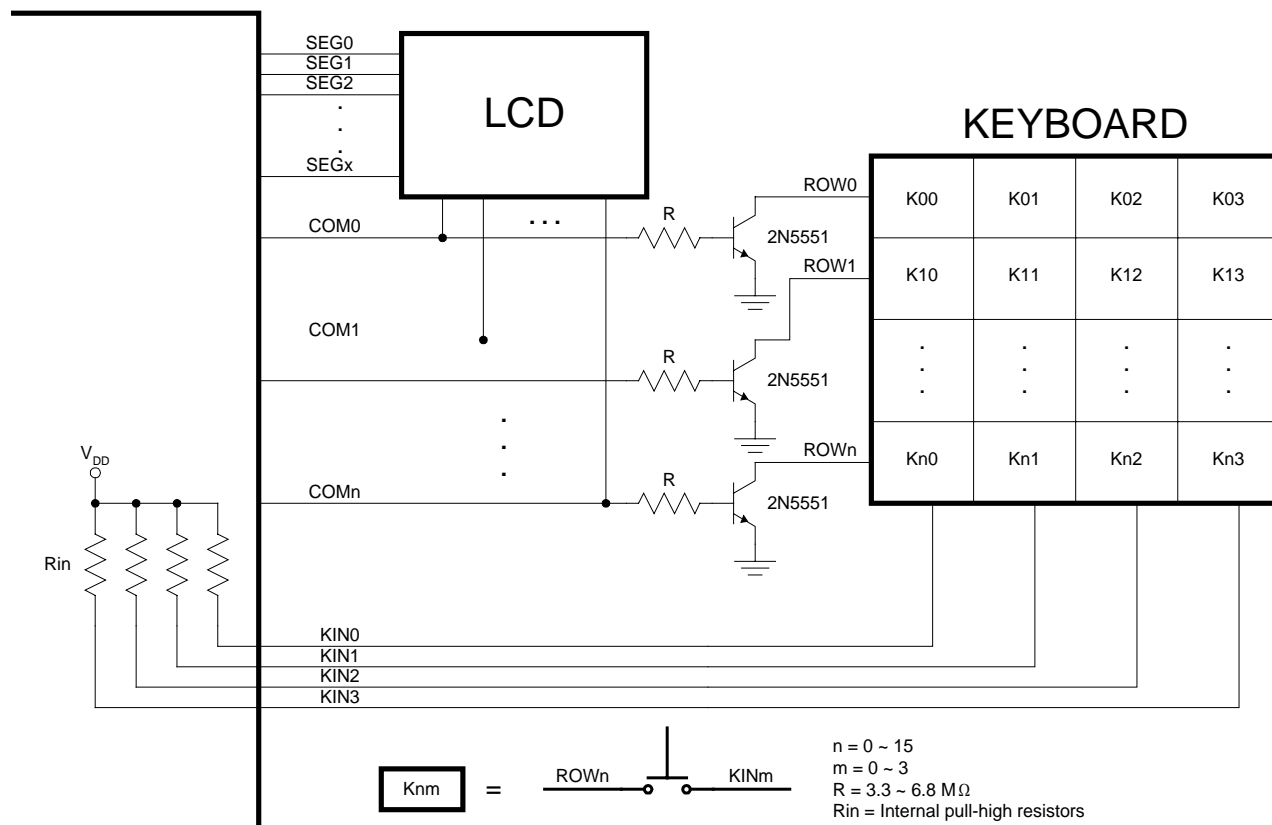 SEG0
SEG1
SEG2
.
.
.
SEGx
LCD
KEYBOARD
COM0
. . .
R
2N5551
ROW0
K00 K01 K02 K03
ROW1
K10 K11 K12 K13
COM1
R
2N5551
. . . .
. . . .
. . . .
.
.
.
ROWn
Kn0 Kn1 Kn2 Kn3
COMn
R
2N5551
VDD
Rin
KIN0
KIN1
KIN2
KIN3
Knm = ROWn KINm
n = 0 ~ 15
m = 0 ~ 3
R = 3.3 ~ 6.8 MΩ
Rin = Internal pull-high resistors